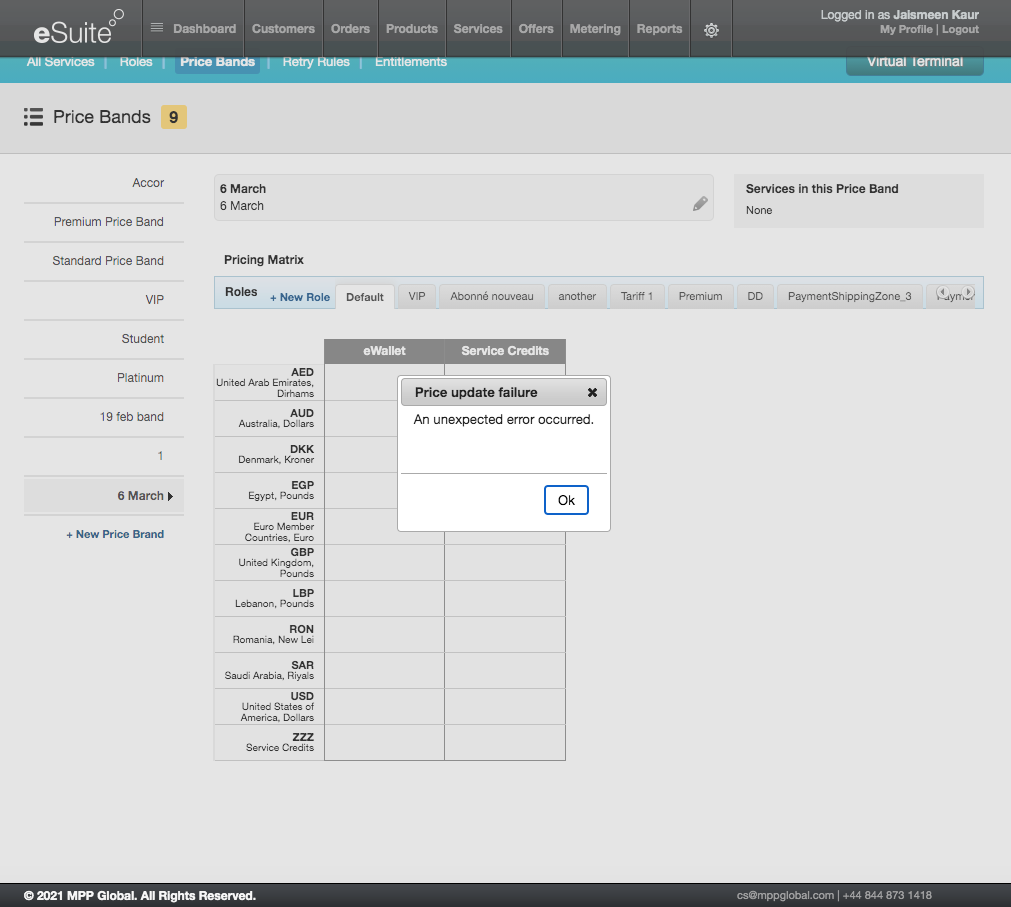 eSuite
Dashboard
Customers
Orders
Products
Services
Offers
Metering
Reports
Logged in as Jaismeen Kaur
My Profile | Logout
All Services | Roles | Price Bands | Retry Rules | Entitlements
Virtual Terminal
Price Bands 9
Accor
Premium Price Band
Standard Price Band
VIP
Student
Platinum
19 feb band
1
6 March
+ New Price Brand
6 March
6 March
Services in this Price Band
None
Pricing Matrix
Roles + New Role Default VIP Abonné nouveau another Tariff 1 Premium DD PaymentShippingZone_3
eWallet Service Credits
AED
United Arab Emirates,
Dirhams
AUD
Australia, Dollars
DKK
Denmark, Kroner
EGP
Egypt, Pounds
EUR
Euro Member
Countries, Euro
GBP
United Kingdom,
Pounds
LBP
Lebanon, Pounds
RON
Romania, New Lei
SAR
Saudi Arabia, Riyals
USD
United States of
America, Dollars
ZZZ
Service Credits
Price update failure
An unexpected error occurred.
Ok
© 2021 MPP Global. All Rights Reserved.
cs@mppglobal.com | +44 844 873 1418